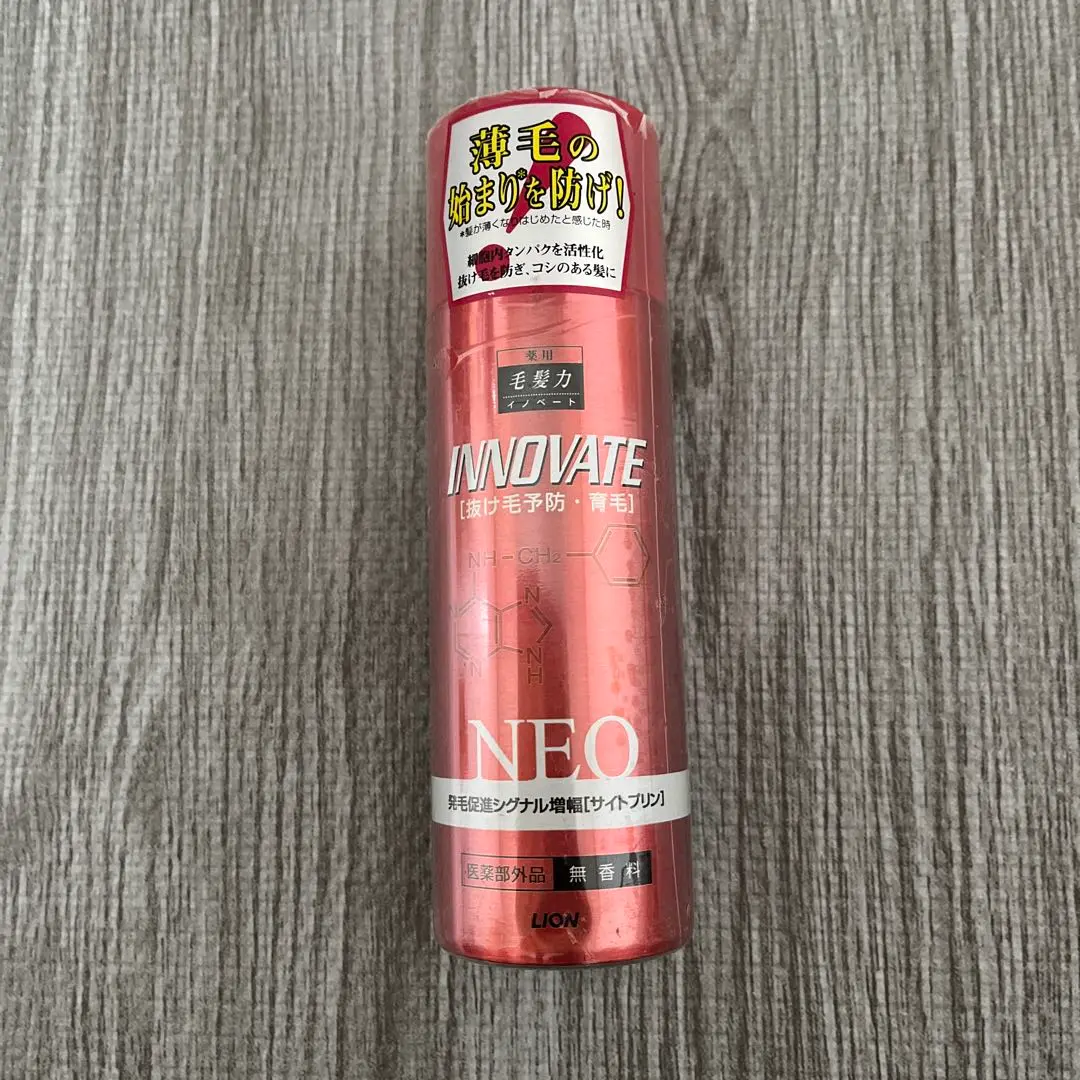 薄毛の
始まり*を防げ!
*髪が薄くなりはじめたと感じた時
細胞内タンパクを活性化
抜け毛を防ぎ、コシのある髪に
薬用
毛髪力
イノベート
INNOVATE
[抜け毛予防・育毛]
NH-CH2
N
N
N
NH
H
NEO
発毛促進シグナル増幅[サイトプリン]
医薬部外品 無香料
LION